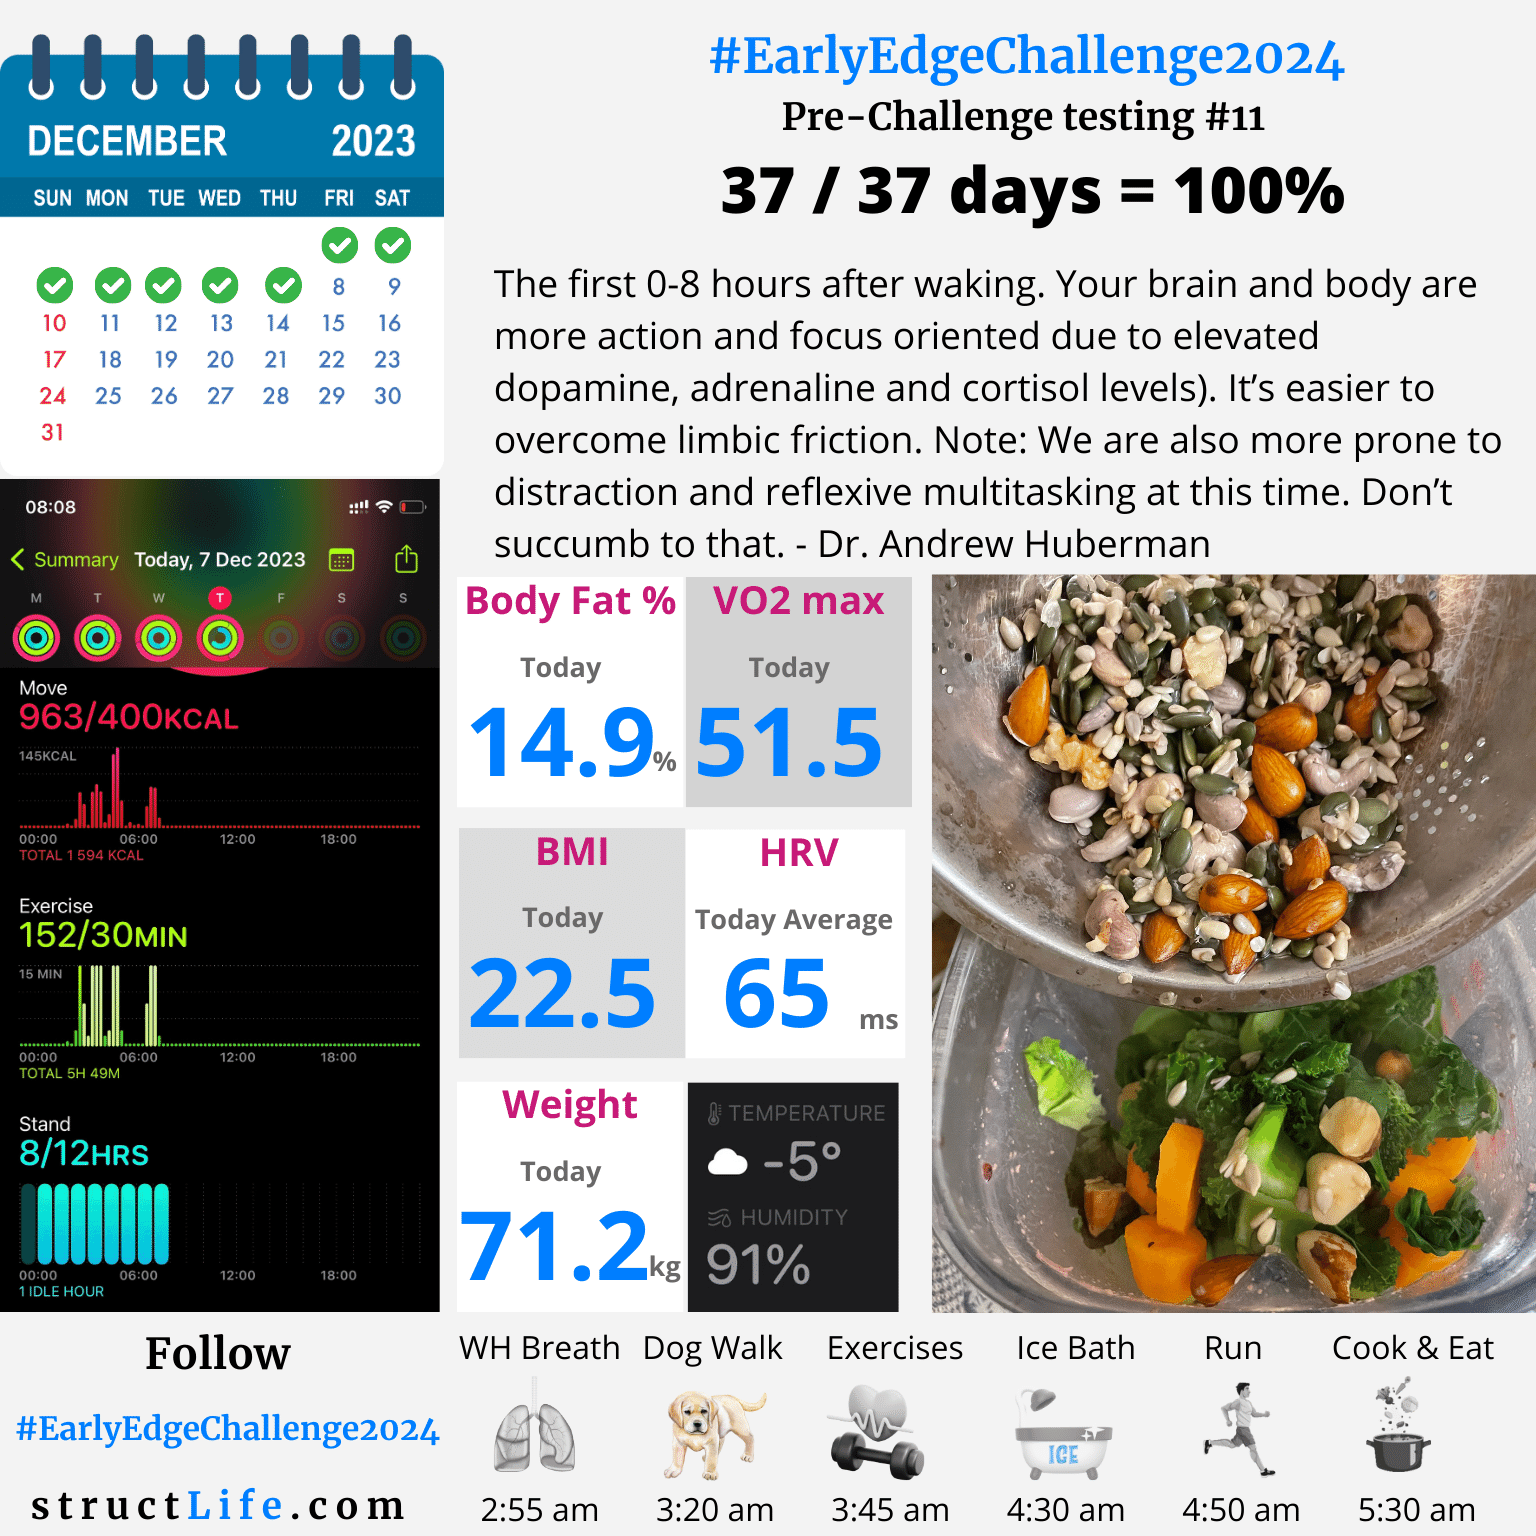 DECEMBER 2023
SUN MON TUE WED THU FRI SAT
8 9
10 11 12 13 14 15 16
17 18 19 20 21 22 23
24 25 26 27 28 29 30
31
#EarlyEdgeChallenge2024
Pre-Challenge testing #11
37 / 37 days = 100%
The first 0-8 hours after waking. Your brain and body are
more action and focus oriented due to elevated
dopamine, adrenaline and cortisol levels). It’s easier to
overcome limbic friction. Note: We are also more prone to
distraction and reflexive multitasking at this time. Don’t
succumb to that. - Dr. Andrew Huberman
08:08
Summary Today, 7 Dec 2023
M T W T F S S
Move
963/400KCAL
145KCAL
00:00 06:00 12:00 18:00
TOTAL 1 594 KCAL
Exercise
152/30MIN
15 MIN
00:00 06:00 12:00 18:00
TOTAL 5H 49M
Stand
8/12HRS
00:00 06:00 12:00 18:00
1 IDLE HOUR
Body Fat %
Today
14.9%
VO2 max
Today
51.5
BMI
Today
22.5
HRV
Today Average
65 ms
Weight
Today
71.2kg
TEMPERATURE
-5°
HUMIDITY
91%
Follow
#EarlyEdgeChallenge2024
structLife.com
WH Breath Dog Walk Exercises Ice Bath Run Cook & Eat
ICE
2:55 am 3:20 am 3:45 am 4:30 am 4:50 am 5:30 am